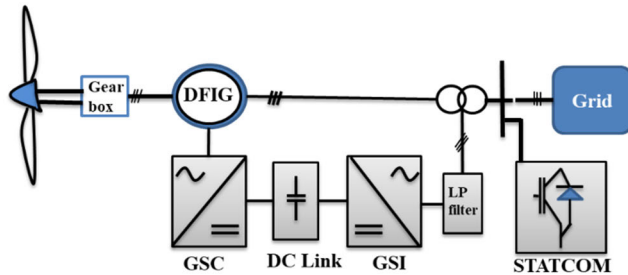 Gear
box
DFIG
Grid
LP
filter
GSC
DC Link
GSI
STATCOM